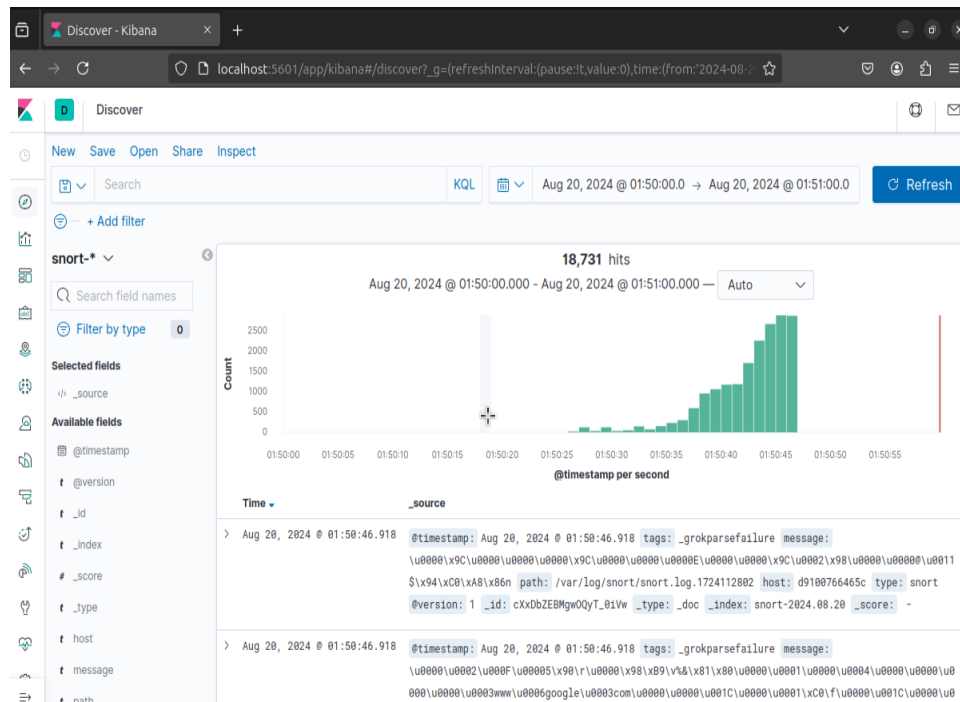 Discover - Kibana
localhost:5601/app/kibana#/discover?_g=(refreshInterval:(pause:!t,value:0),time:(from:'2024-08-2
D Discover
New Save Open Share Inspect
Search KQL Aug 20, 2024 @ 01:50:00.0 → Aug 20, 2024 @ 01:51:00.0 Refresh
+ Add filter
snort-*
Search field names
Filter by type 0
Selected fields
</> _source
Available fields
@timestamp
t @version
t _id
t _index
# _score
t _type
t host
t message
t path
18,731 hits
Aug 20, 2024 @ 01:50:00.000 - Aug 20, 2024 @ 01:51:00.000 — Auto
Count
2500
2000
1500
1000
500
0
01:50:00 01:50:05 01:50:10 01:50:15 01:50:20 01:50:25 01:50:30 01:50:35 01:50:40 01:50:45 01:50:50 01:50:55
@timestamp per second
Time _source
Aug 20, 2024 @ 01:50:46.918 @timestamp: Aug 20, 2024 @ 01:50:46.918 tags: _grokparsefailure message:
\u0000\x9C\u0000\u0000\u0000\x9C\u0000\u0000\u0000E\u0000\u0000\x9C\u0002\x98\u0000\u0000@\u0011
$\x94\xC0\xA8\x86n path: /var/log/snort/snort.log.1724112802 host: d9100766465c type: snort
@version: 1 _id: cXxDbZEBMgwOQyT_0iVw _type: _doc _index: snort-2024.08.20 _score: -
Aug 20, 2024 @ 01:50:46.918 @timestamp: Aug 20, 2024 @ 01:50:46.918 tags: _grokparsefailure message:
\u0000\u0002\u000F\u00005\x90\r\u0000\x98\xB9\v%&\x81\x80\u0000\u0001\u0000\u0004\u0000\u0000\u0
000\u0000\u0003www\u0006google\u0003com\u0000\u0000\u001C\u0000\u0001\xC0\f\u0000\u001C\u0000\u0